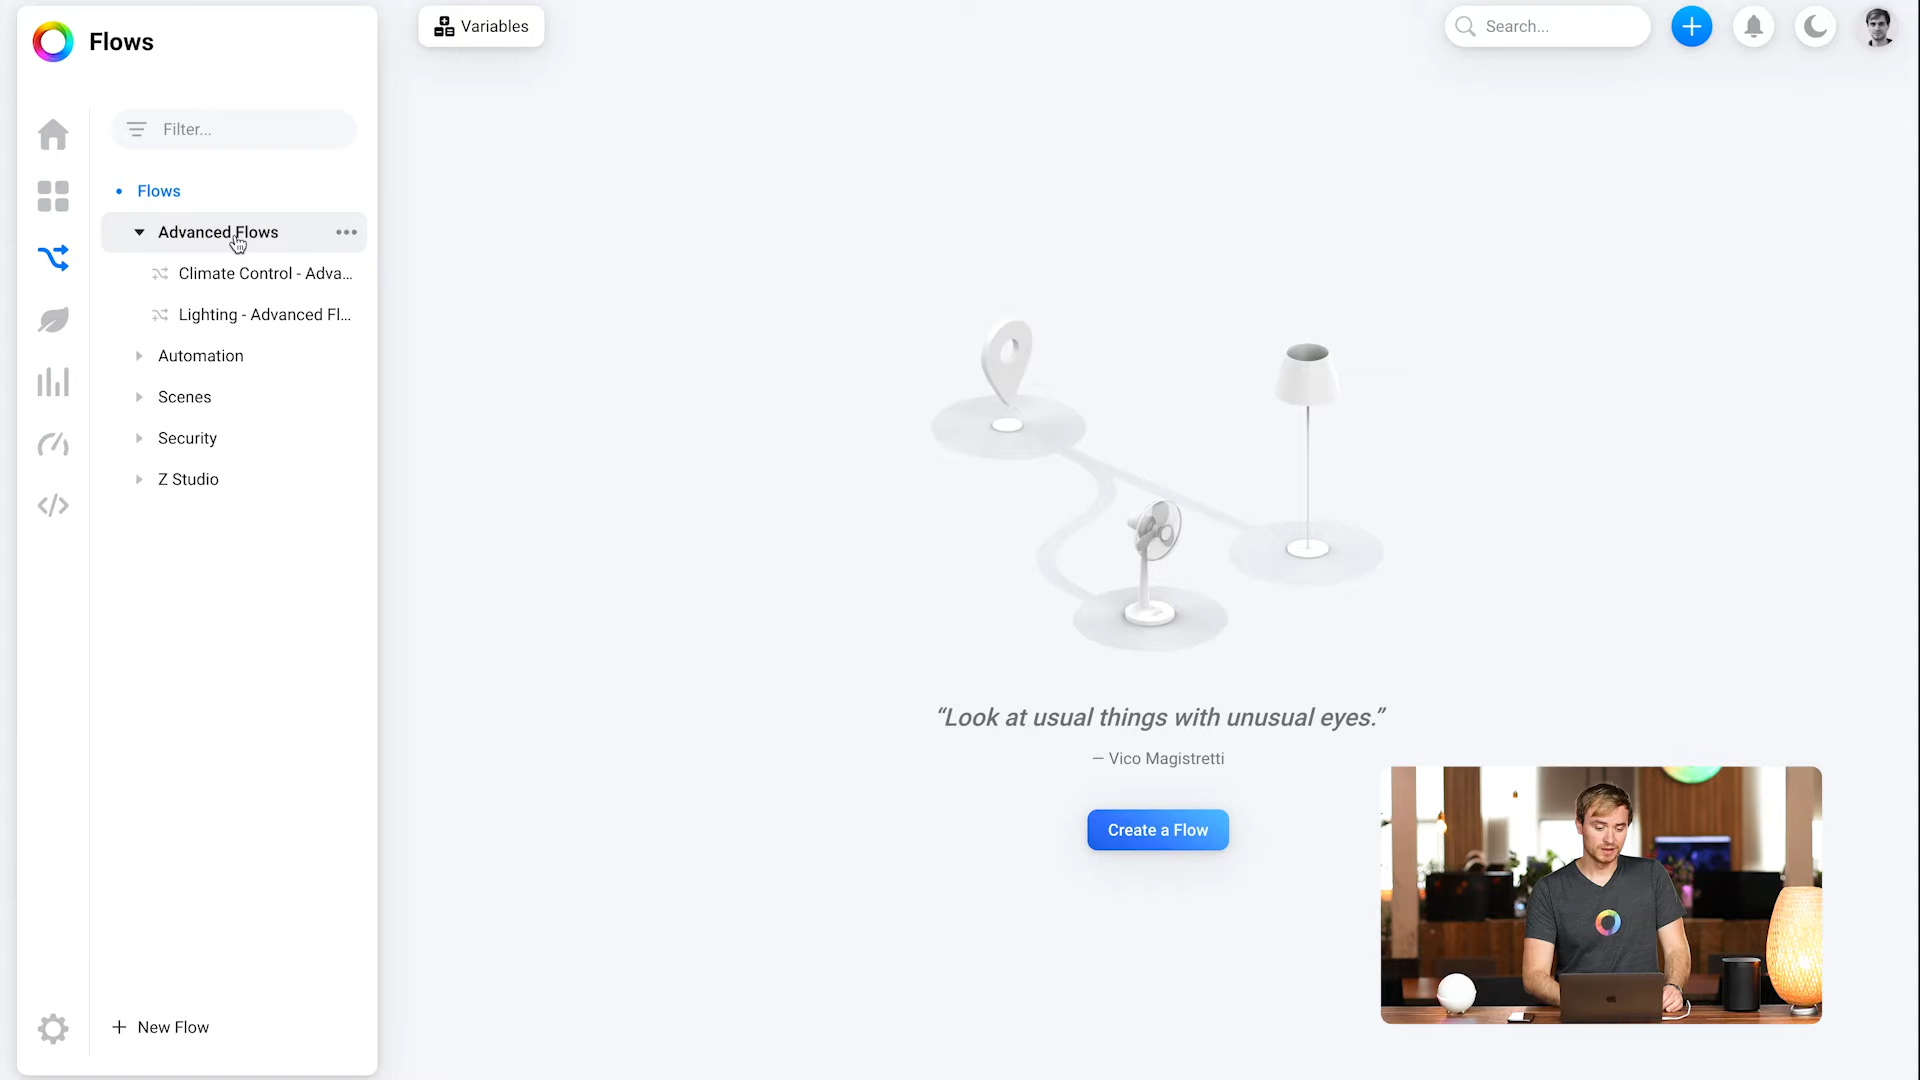 Flows
Variables
Search...
Filter...
Flows
Advanced Flows
Climate Control - Adva...
Lighting - Advanced Fl...
Automation
Scenes
Security
Z Studio
“Look at usual things with unusual eyes.”
— Vico Magistretti
Create a Flow
New Flow